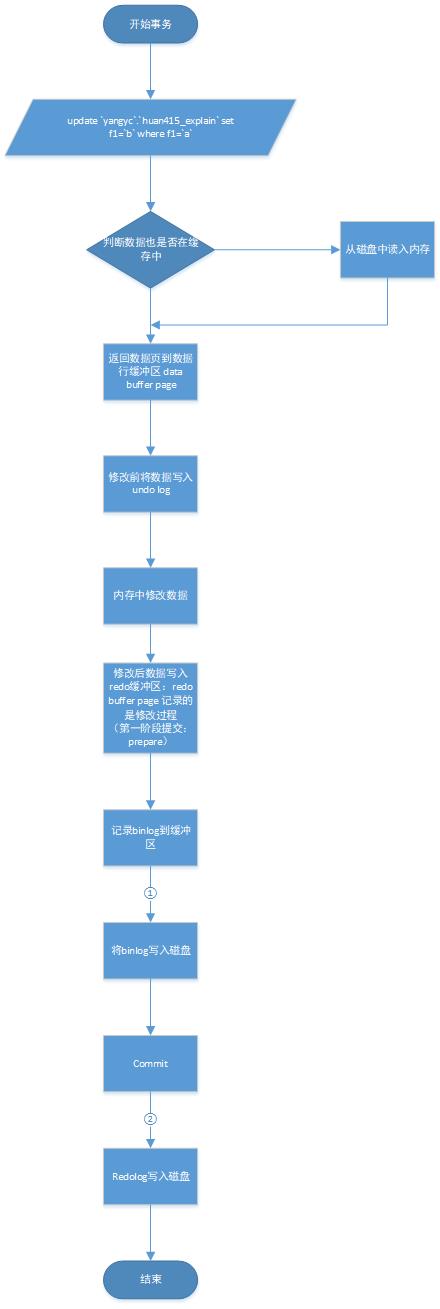 开始事务
update `yangyc`.`huan415_explain` set
f1=`b` where f1=`a`
判断数据也是否在缓
存中
从磁盘中读入内存
返回数据页到数据
行缓冲区 data
buffer page
修改前将数据写入
undo log
内存中修改数据
修改后数据写入
redo缓冲区：redo
buffer page 记录的
是修改过程
（第一阶段提交：
prepare）
记录binlog到缓冲
区
①
将binlog写入磁盘
Commit
②
Redolog写入磁盘
结束